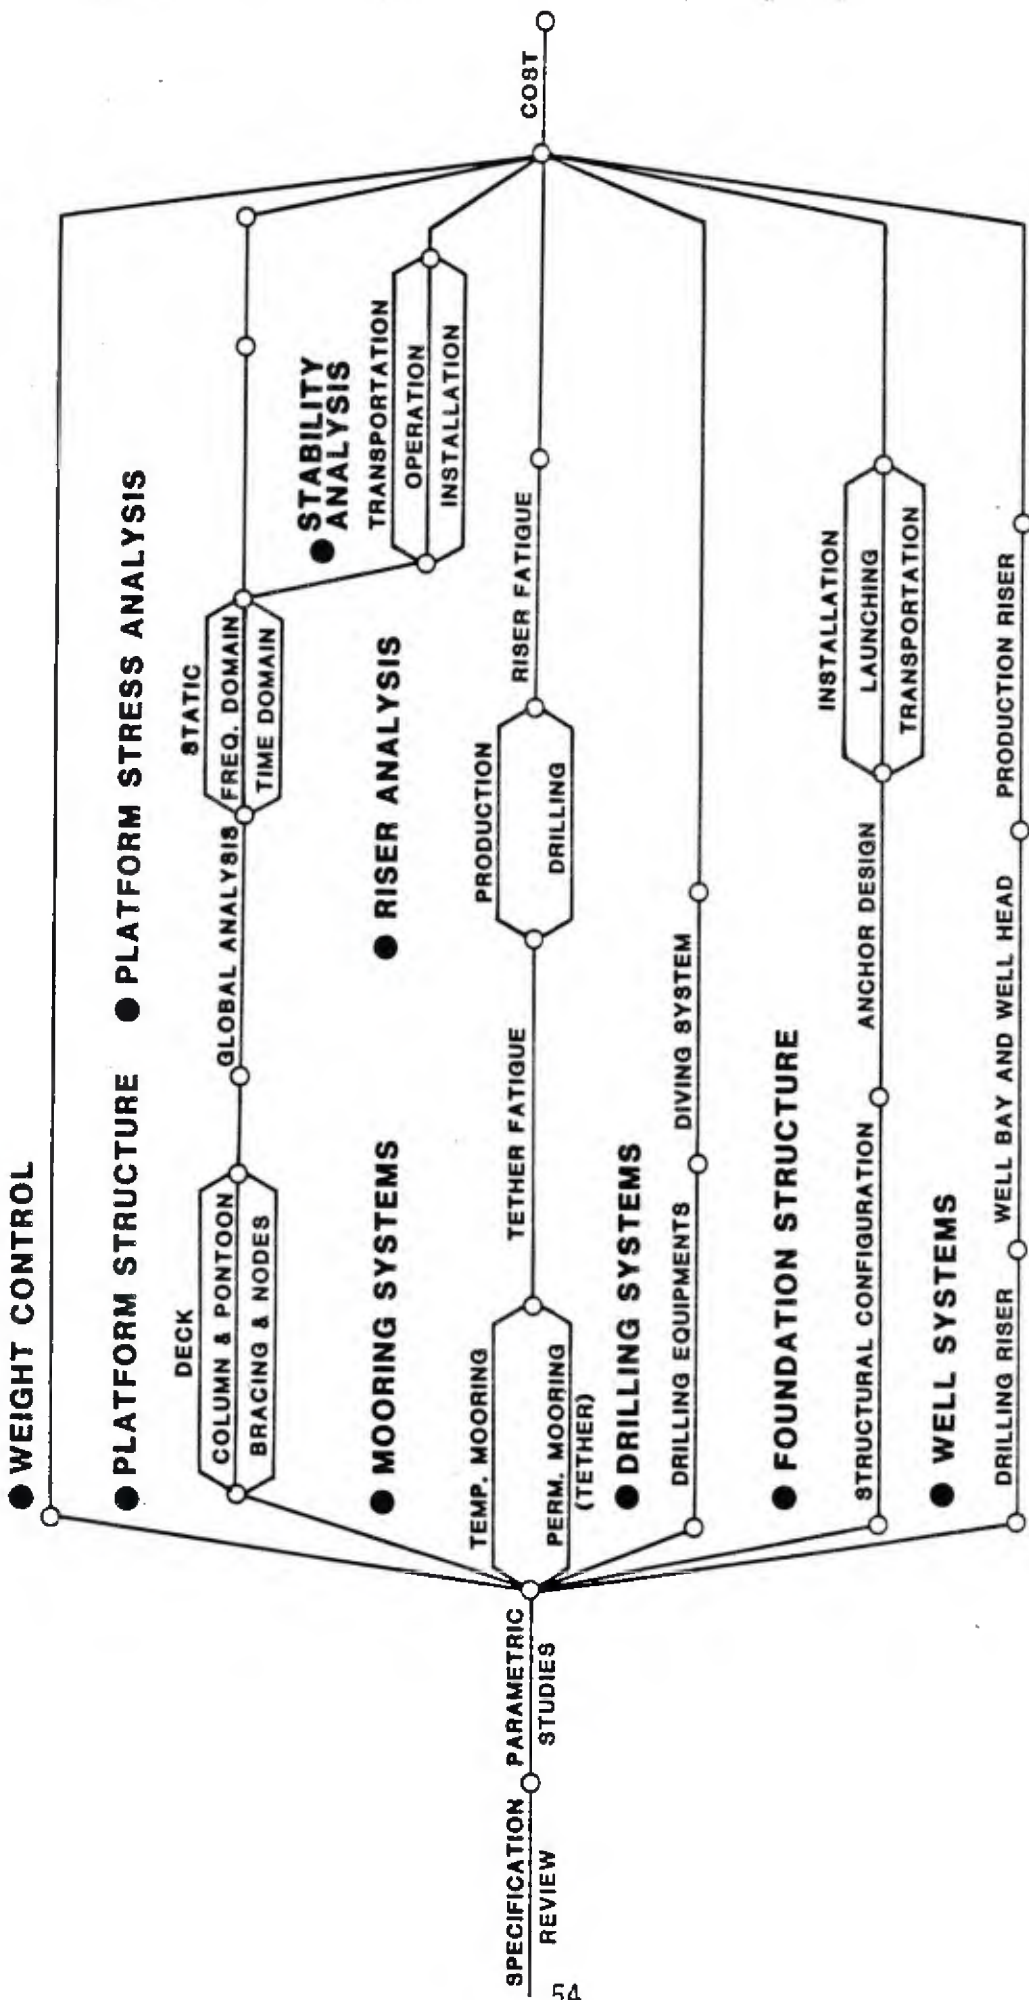 ● WEIGHT CONTROL
● PLATFORM STRUCTURE
● PLATFORM STRESS ANALYSIS
DECK
COLUMN & PONTOON
BRACING & NODES
GLOBAL ANALYSIS
STATIC
FREQ. DOMAIN
TIME DOMAIN
● STABILITY
ANALYSIS
TRANSPORTATION
OPERATION
INSTALLATION
● MOORING SYSTEMS
● RISER ANALYSIS
TEMP. MOORING
PERM. MOORING
(TETHER)
TETHER FATIGUE
PRODUCTION
DRILLING
RISER FATIGUE
SPECIFICATION
REVIEW
PARAMETRIC
STUDIES
COST
● DRILLING SYSTEMS
DRILLING EQUIPMENTS
DIVING SYSTEM
● FOUNDATION STRUCTURE
STRUCTURAL CONFIGURATION
ANCHOR DESIGN
INSTALLATION
LAUNCHING
TRANSPORTATION
● WELL SYSTEMS
DRILLING RISER
WELL BAY AND WELL HEAD
PRODUCTION RISER
54